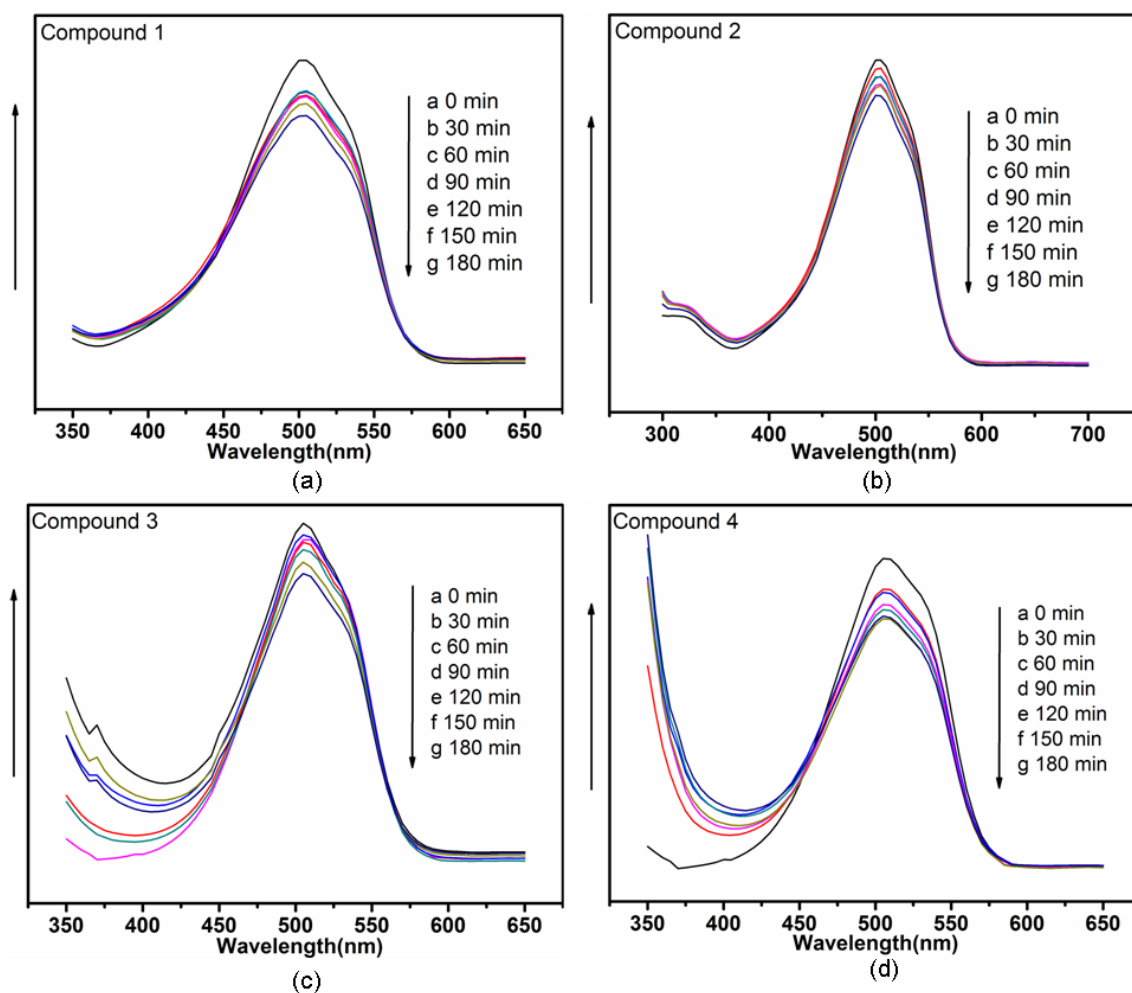 Compound 1
a 0 min
b 30 min
c 60 min
d 90 min
e 120 min
f 150 min
g 180 min
350 400 450 500 550 600 650
Wavelength(nm)
(a)
Compound 2
a 0 min
b 30 min
c 60 min
d 90 min
e 120 min
f 150 min
g 180 min
300 400 500 600 700
Wavelength(nm)
(b)
Compound 3
a 0 min
b 30 min
c 60 min
d 90 min
e 120 min
f 150 min
g 180 min
350 400 450 500 550 600 650
Wavelength(nm)
(c)
Compound 4
a 0 min
b 30 min
c 60 min
d 90 min
e 120 min
f 150 min
g 180 min
350 400 450 500 550 600 650
Wavelength(nm)
(d)